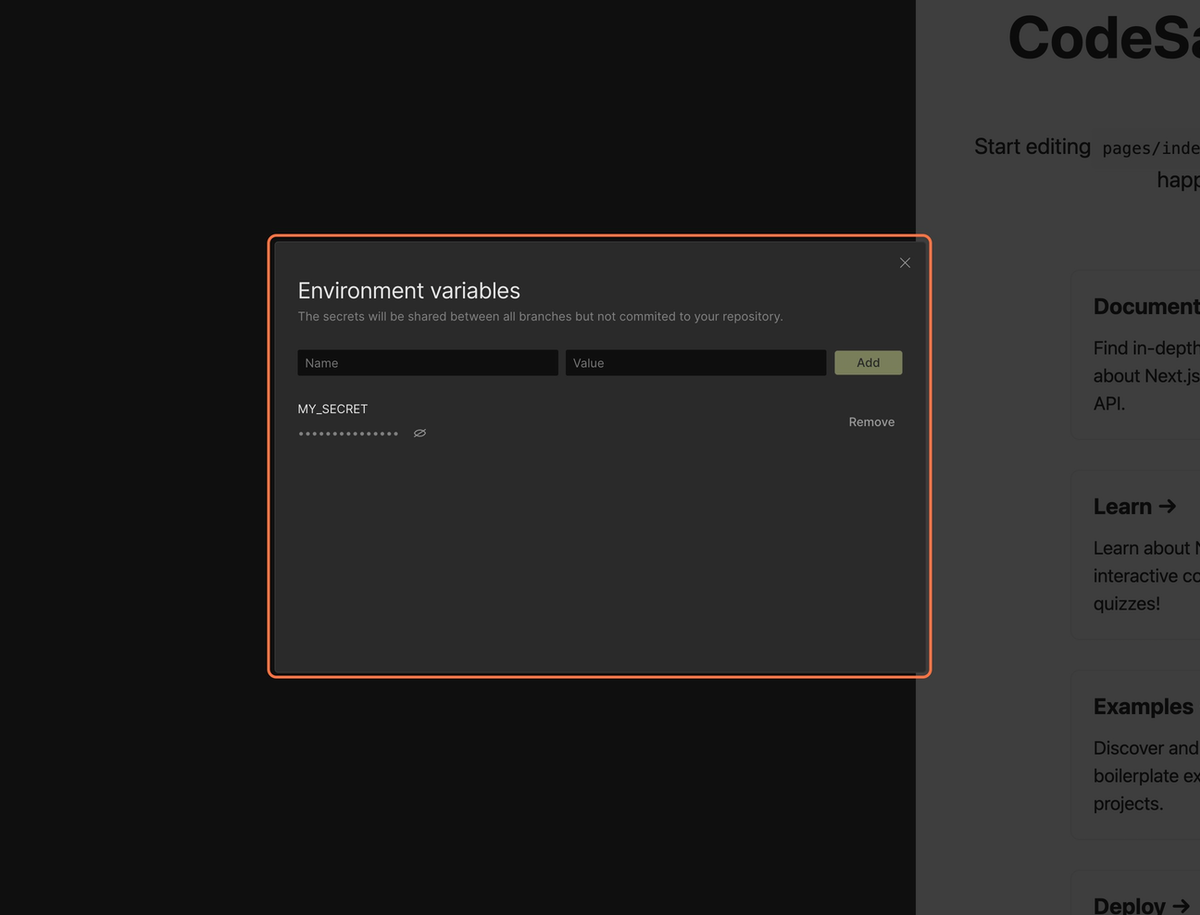 CodeSa
Start editing pages/inde
happ
Environment variables
The secrets will be shared between all branches but not commited to your repository.
Name
Value
Add
MY_SECRET
Remove
Document
Find in-depth
about Next.js
API.
Learn →
Learn about N
interactive co
quizzes!
Examples
Discover and
boilerplate ex
projects.
Deploy →